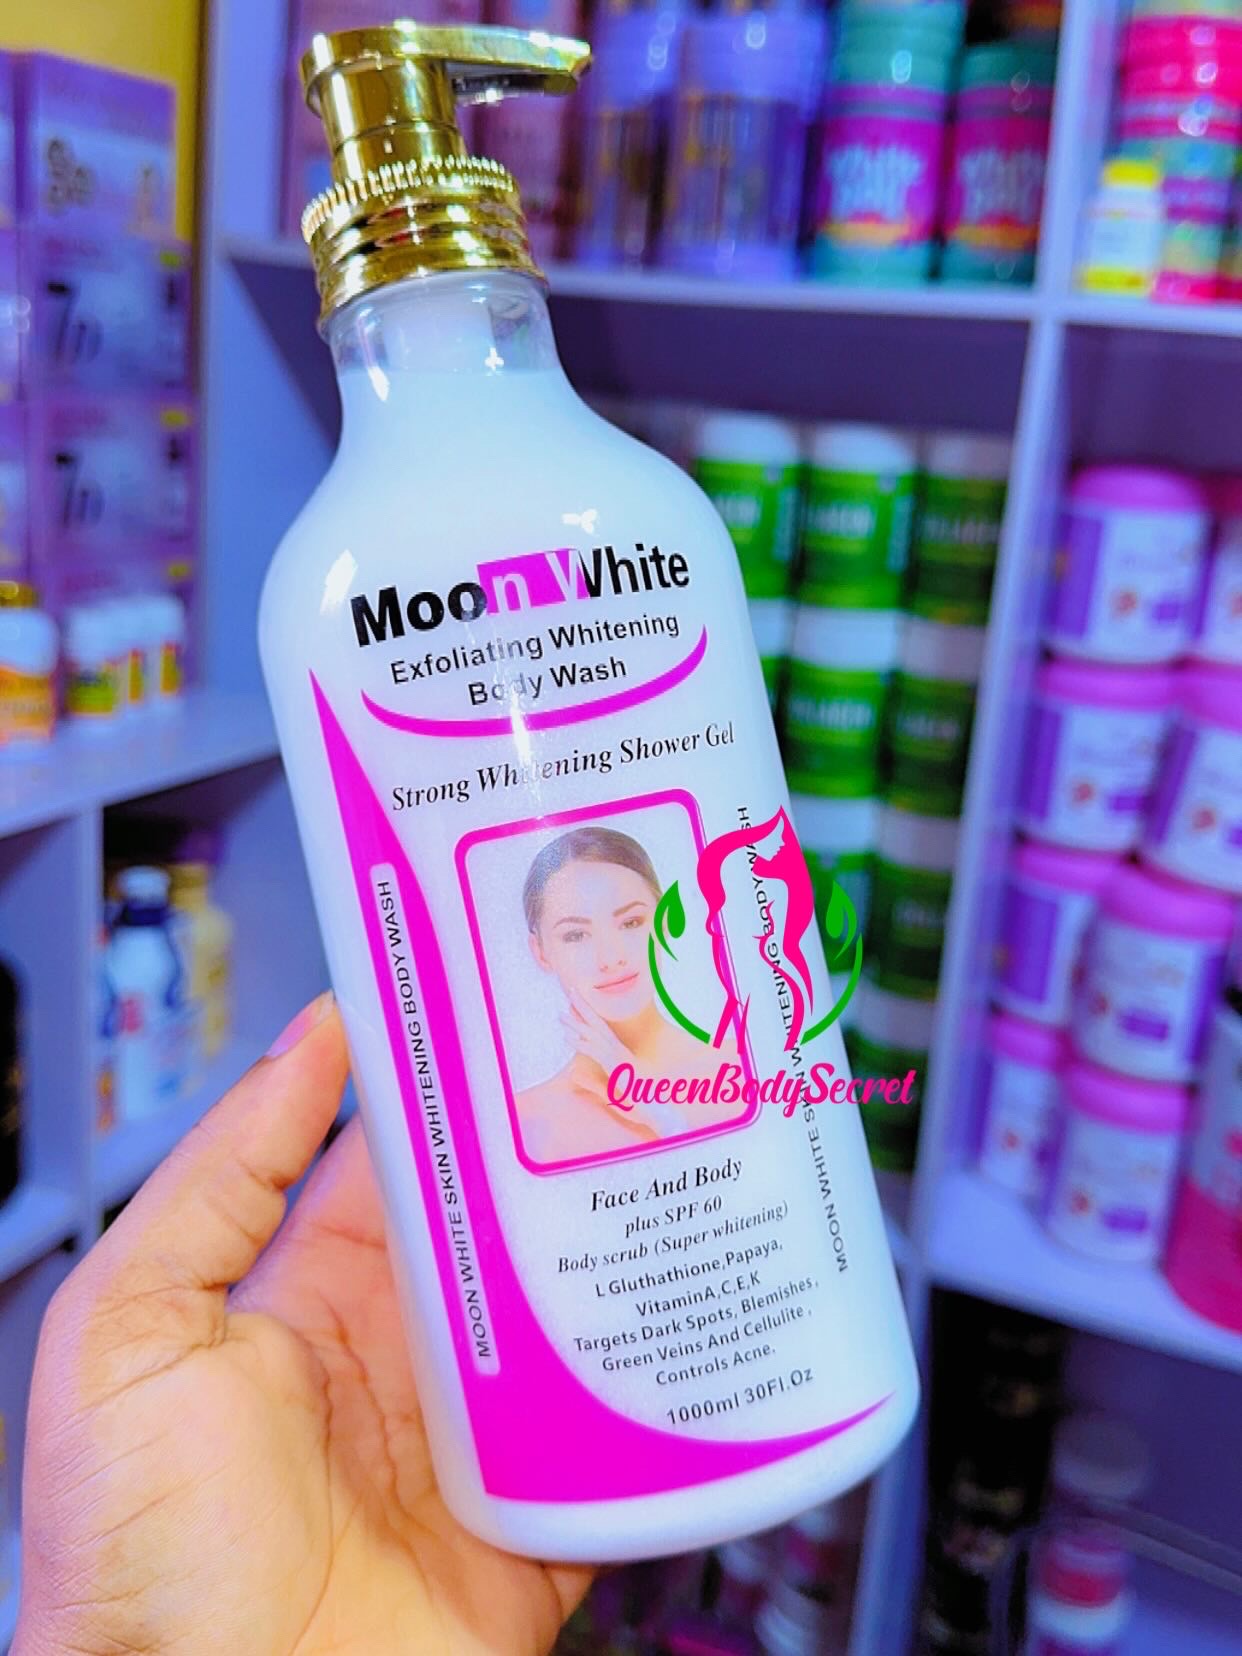 Moon White
Exfoliating Whitening
Body Wash
Strong Whitening Shower Gel
MOON WHITE SKIN WHITENING BODY WASH
MOON WHITE SKIN WHITENING BODY WASH
QueenBodySecret
Face And Body
plus SPF 60
Body scrub (Super whitening)
L Gluthathione,Papaya,
VitaminA,C,E,K
Targets Dark Spots, Blemishes,
Green Veins And Cellulite,
Controls Acne.
1000ml 30Fl.Oz